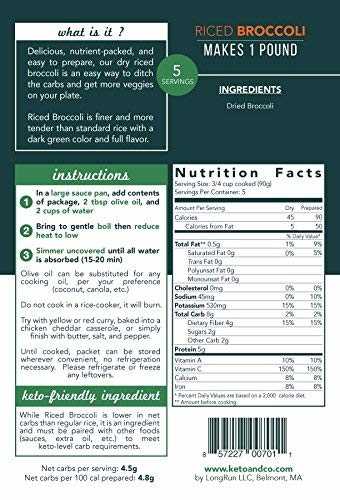 what is it ?
Delicious, nutrient-packed, and
easy to prepare, our dry riced
broccoli is an easy way to ditch
the carbs and get more veggies
on your plate.
Riced Broccoli is finer and more
tender than standard rice with a
dark green color and full flavor.
5
SERVINGS
RICED BROCCOLI
MAKES 1 POUND
INGREDIENTS
Dried Broccoli
instructions
1 In a large sauce pan, add contents
of package, 2 tbsp olive oil, and
2 cups of water
2 Bring to gentle boil then reduce
heat to low
3 Simmer uncovered until all water
is absorbed (15-20 min)
Olive oil can be substituted for
any cooking oil, per your preference
(coconut, canola, etc.)
Do not cook in a rice-cooker, it will burn.
Try with yellow or red curry, baked into a
chicken cheddar casserole, or simply
finish with butter, salt, and pepper.
Until cooked, packet can be stored
wherever convenient, no refrigeration
necessary. Please refrigerate or freeze
any leftovers.
keto-friendly ingredient
While Riced Broccoli is lower in net
carbs than regular rice, it is an ingredient
and must be paired with other
foods (sauces, extra oil, etc.) to meet
keto-level carb requirements.
Net carbs per serving: 4.5g
Net carbs per 100 cal prepared: 4.8g
Nutrition Facts
Serving Size: 3/4 cup cooked (90g)
Servings Per Container: 5
Amount Per Serving Dry Prepared
Calories 45 90
Calories from Fat 5 50
% Daily Value*
Total Fat** 0.5g 1% 9%
Saturated Fat 0g 0% 5%
Trans Fat 0g
Polyunsat Fat 0g
Monounsat Fat 0g
Cholesterol 0mg 0% 0%
Sodium 45mg 0% 10%
Potassium 530mg 15% 15%
Total Carb 8g 2% 2%
Dietary Fiber 4g 15% 15%
Sugars 2g
Other Carb 2g
Protein 5g
Vitamin A 10% 10%
Vitamin C 150% 150%
Calcium 8% 8%
Iron 8% 8%
* Percent Daily Values are based on a 2,000 calorie diet.
** Amount before cooking.
8 57227 00701 1
www.ketoandco.com
by LongRun LLC, Belmont, MA